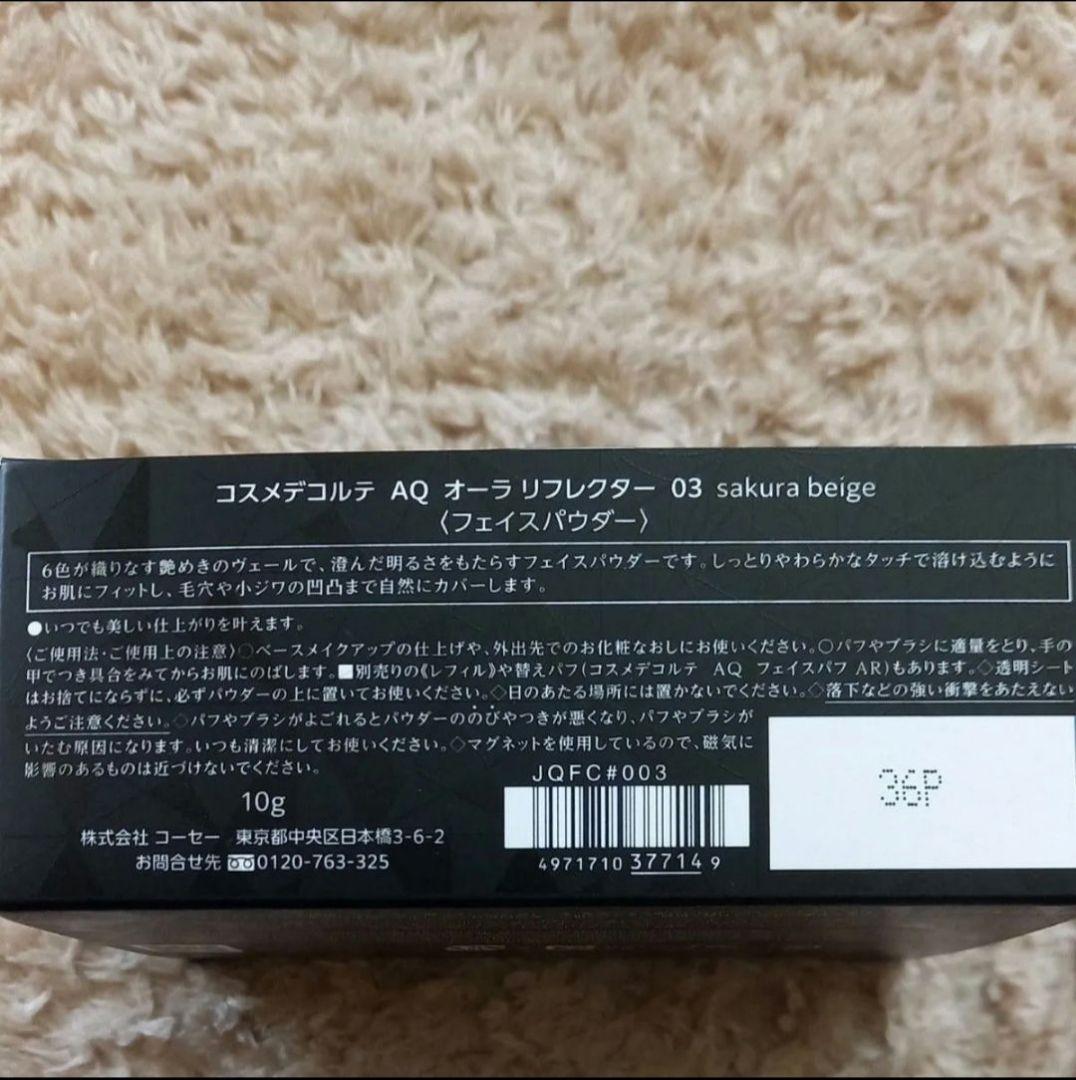 コスメデコルテ AQ オーラ リフレクター 03 sakura beige
〈フェイスパウダー〉
6色が織りなす艶めきのヴェールで、澄んだ明るさをもたらすフェイスパウダーです。しっとりやわらかなタッチで溶け込むように
お肌にフィットし、毛穴や小ジワの凹凸まで自然にカバーします。
●いつでも美しい仕上がりを叶えます。
〈ご使用法・ご使用上の注意〉○ベースメイクアップの仕上げや、外出先でのお化粧なおしにお使いください。○パフやブラシに適量をとり、手の
甲でつき具合をみてからお肌にのばします。■別売りの《レフィル》や替えパフ(コスメデコルテ AQ フェイスパフ AR)もあります。◇透明シート
はお捨てにならずに、必ずパウダーの上に置いてお使いください。◇日のあたる場所には置かないでください。◇落下などの強い衝撃をあたえない
ようご注意ください。◇パフやブラシがよごれるとパウダーののびやつきが悪くなり、パフやブラシが
いたむ原因になります。いつも清潔にしてお使いください。◇マグネットを使用しているので、磁気に
影響のあるものは近づけないでください。
JQFC#003
10g
36P
株式会社 コーセー 東京都中央区日本橋3-6-2
お問合せ先 0120-763-325
4971710 377149